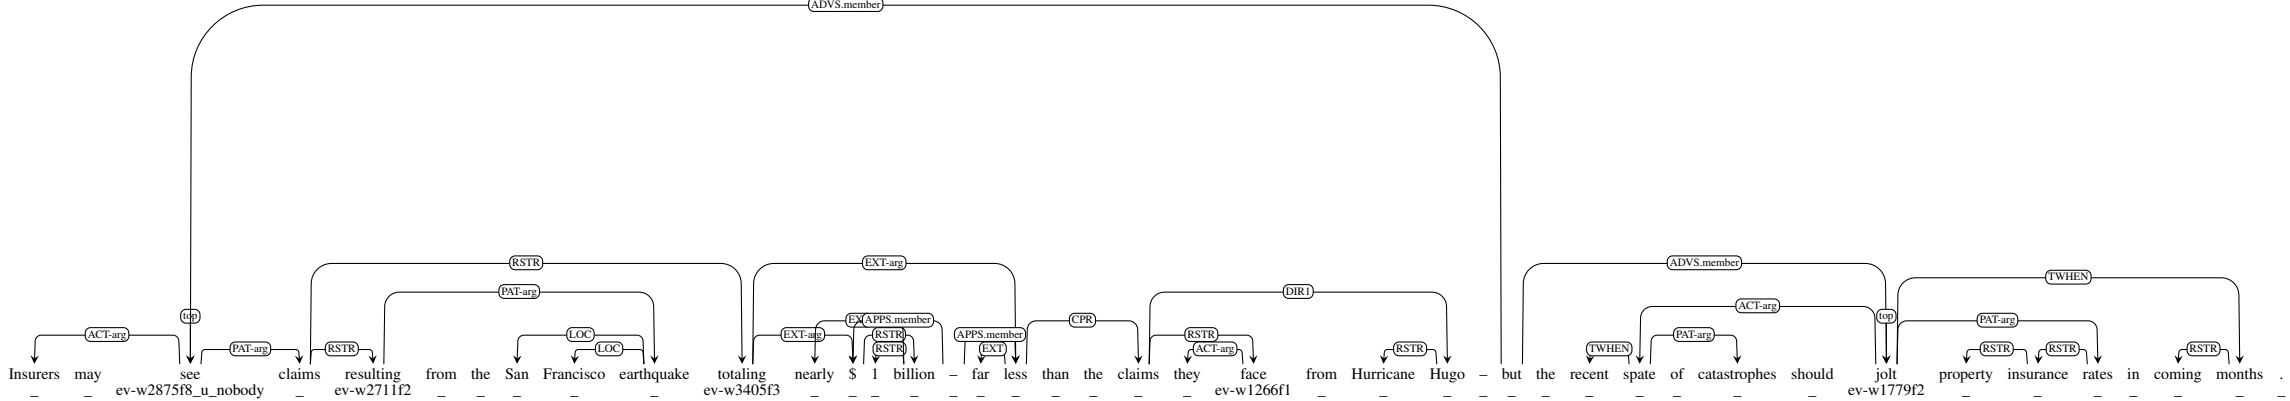 ADVS.member
RSTR EXT-arg ADVS.member
TWHEN
PAT-arg DIR1
ACT-arg
top EX APPS.member CPR top PAT-arg
ACT-arg LOC EXT-arg RSTR APPS.member RSTR PAT-arg
PAT-arg RSTR LOC RSTR EXT ACT-arg RSTR TWHEN RSTR RSTR RSTR
Insurers may see claims resulting from the San Francisco earthquake totaling nearly $ 1 billion – far less than the claims they face from Hurricane Hugo – but the recent spate of catastrophes should jolt property insurance rates in coming months .
_ _ ev-w2875f8_u_nobody _ ev-w2711f2 _ _ _ _ _ ev-w3405f3 _ _ _ _ _ _ _ _ _ _ _ ev-w1266f1 _ _ _ _ _ _ _ _ _ _ _ ev-w1779f2 _ _ _ _ _ _ _